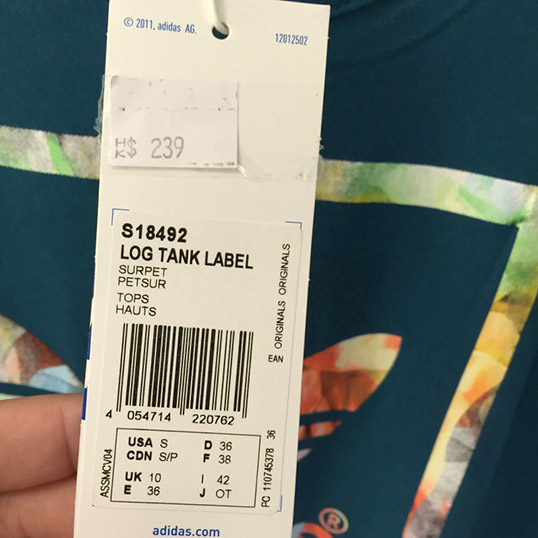 © 2011, adidas AG.
12012502
HK$ 239
S18492
LOG TANK LABEL
SURPET
PETSUR
TOPS
HAUTS
ORIGINALS ORIGINALS
EAN
4 054714 220762
ASSMCV04
USA S D 36
CDN S/P F 38
UK 10 I 42
E 36 J OT
PC 110745378 36
adidas.com
®